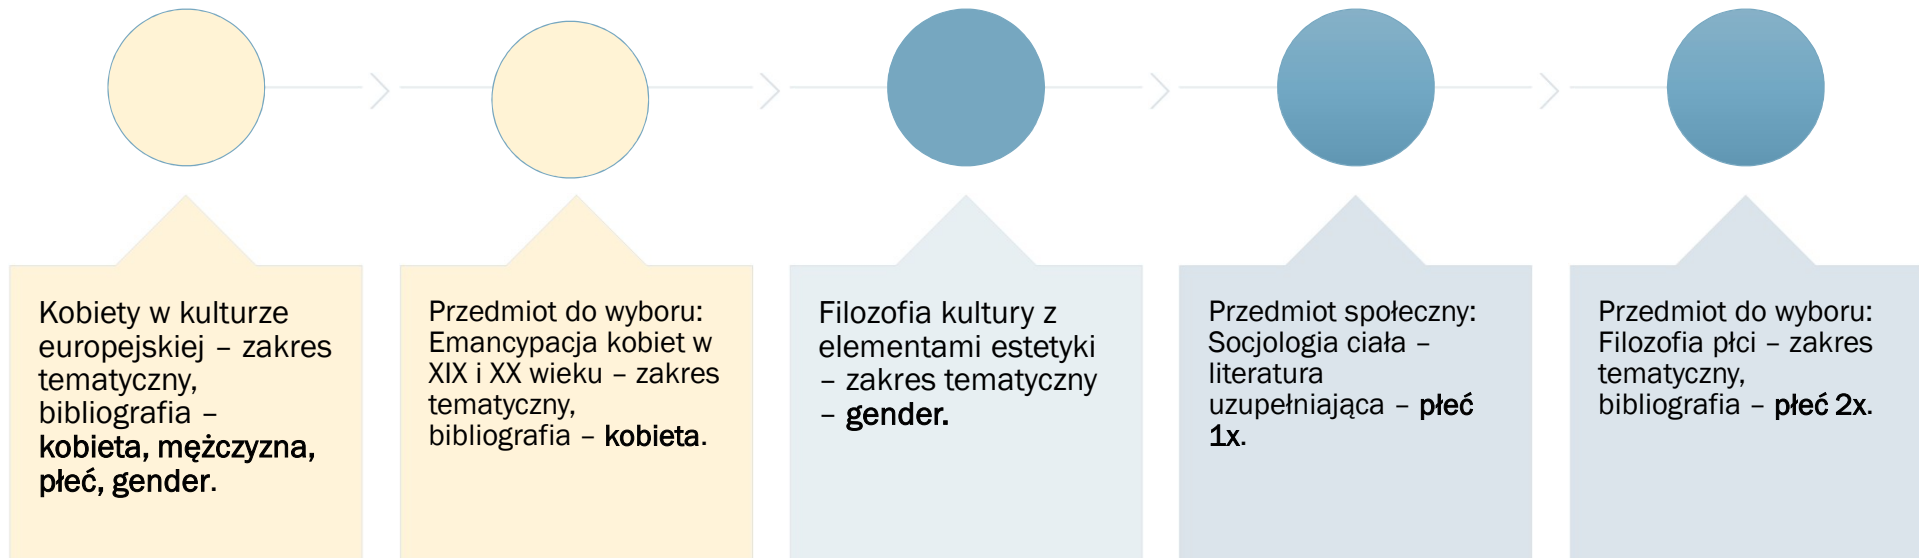 Kobiety w kulturze
europejskiej – zakres
tematyczny,
bibliografia –
kobieta, mężczyzna,
płeć, gender.
Przedmiot do wyboru:
Emancypacja kobiet w
XIX i XX wieku – zakres
tematyczny,
bibliografia – kobieta.
Filozofia kultury z
elementami estetyki
– zakres tematyczny
– gender.
Przedmiot społeczny:
Socjologia ciała –
literatura
uzupełniająca – płeć
1x.
Przedmiot do wyboru:
Filozofia płci – zakres
tematyczny,
bibliografia – płeć 2x.